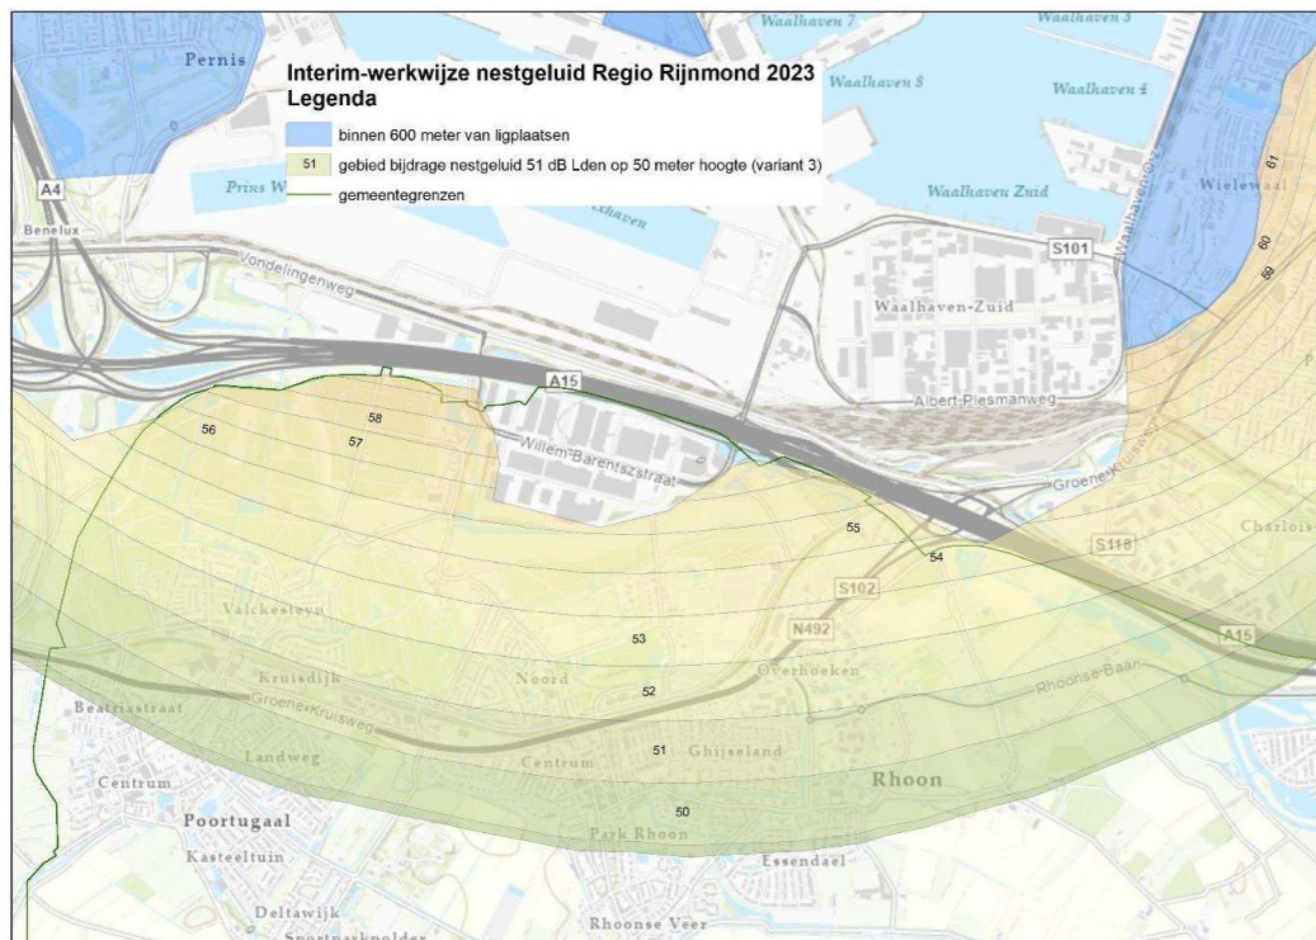 Waalhaven 7
Waalhaven 3
Pernis
Interim-werkwijze nestgeluid Regio Rijnmond 2023
Legenda
binnen 600 meter van ligplaatsen
51 gebied bijdrage nestgeluid 51 dB Lden op 50 meter hoogte (variant 3)
gemeentegrenzen
Waalhaven 8
Waalhaven 4
61
A4
Prins W
Waalhaven Zuid
Wielewaal
Benelux
xhaven
60
S101
59
Vondelingenweg
Waalhaven-Zuid
A15
Albert-Plesmanweg
58
56
57
Willem-Barentszstraat
Groene-Kruisweg
55
Charlois-
S118
54
S102
Valckesteyn
N492
53
A15
Overhoeken
Kruisdijk
Noord
52
Rhoonse-Baan
Beatrixstraat
Groene-Kruisweg
51
Ghijseland
Landweg
Centrum
Centrum
Rhoon
50
Poortugaal
Park Rhoon
Kasteeltuin
Essendael
Deltawijk
Rhoonse Veer
Sportparkpolder